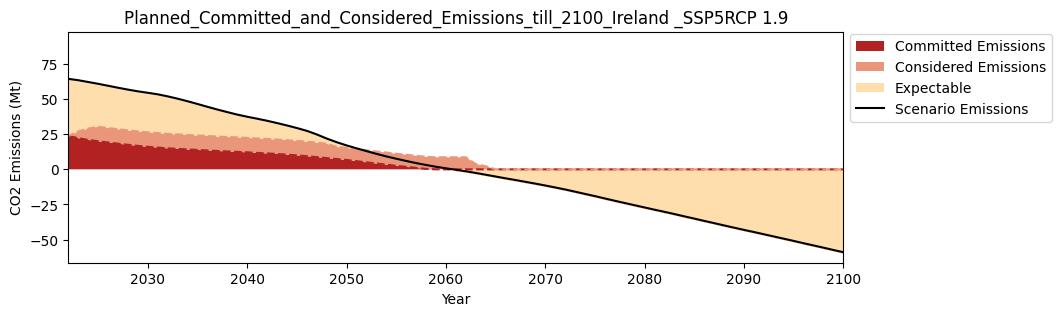 Planned_Committed_and_Considered_Emissions_till_2100_Ireland _SSP5RCP 1.9
CO2 Emissions (Mt)
75
50
25
0
−25
−50
2030 2040 2050 2060 2070 2080 2090 2100
Year
Committed Emissions
Considered Emissions
Expectable
Scenario Emissions